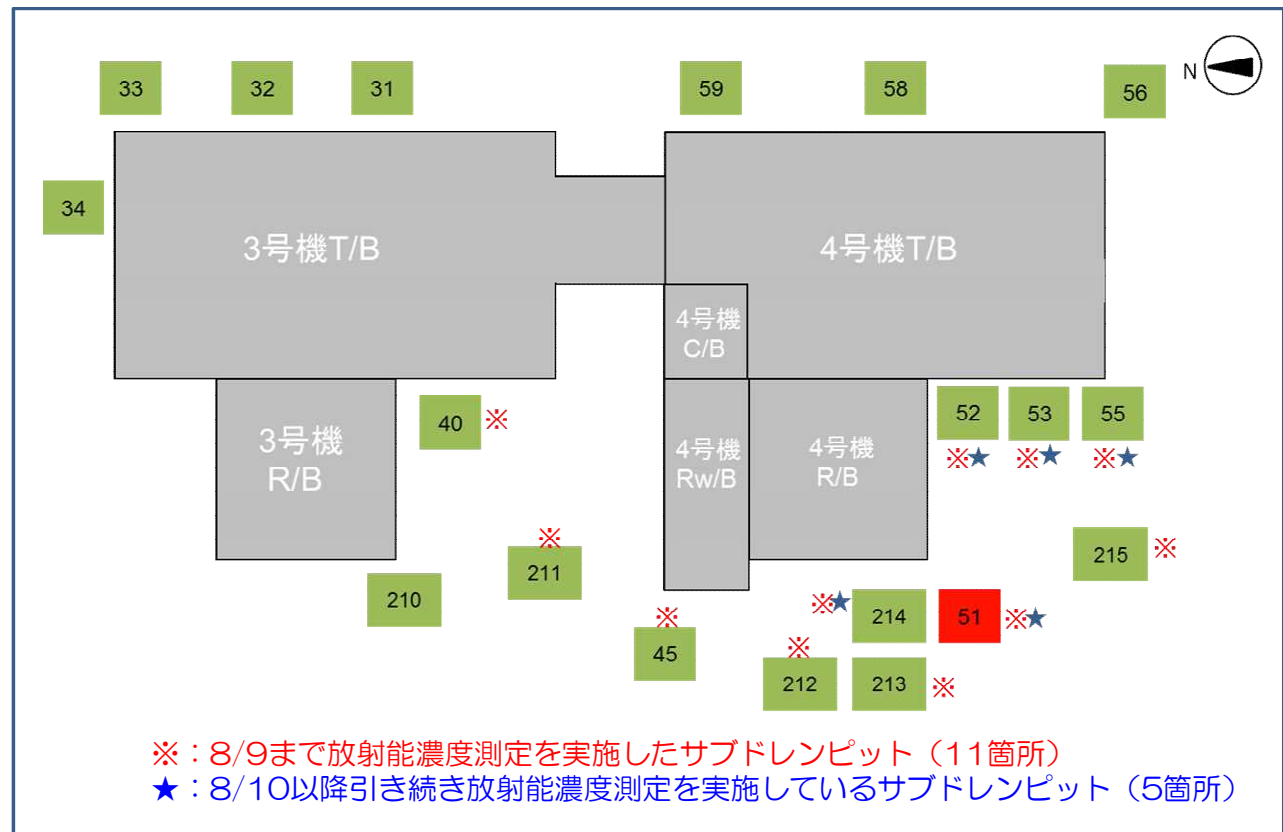 33
32
31
59
58
56
N
34
3号機T/B
4号機T/B
4号機
C/B
40
※
3号機
R/B
4号機
Rw/B
4号機
R/B
52
53
55
※★
※★
※★
※
211
210
215
※
※
45
※★
214
51
※★
※
212
213
※
※：8/9まで放射能濃度測定を実施したサブドレンピット（11箇所）
★：8/10以降引き続き放射能濃度測定を実施しているサブドレンピット（5箇所）